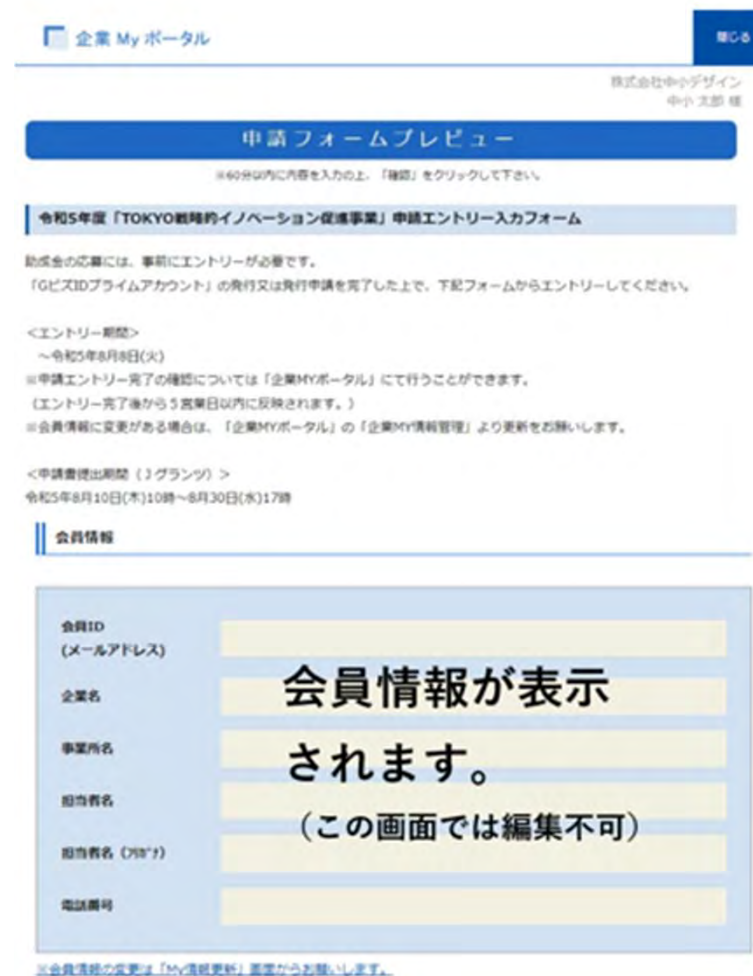 企業 My ポータル
閉じる
株式会社中小デザイン
中小 太郎 様
申請フォームプレビュー
※60分以内に内容を入力の上、「確認」をクリックして下さい。
令和5年度「TOKYO戦略的イノベーション促進事業」申請エントリー入力フォーム
助成金の応募には、事前にエントリーが必要です。
「GビズIDプライムアカウント」の発行又は発行申請を完了した上で、下記フォームからエントリーしてください。
<エントリー期間>
～令和5年8月8日(火)
※申請エントリー完了の確認については「企業MYポータル」にて行うことができます。
(エントリー完了後から５営業日以内に反映されます。)
※会員情報に変更がある場合は、「企業MYポータル」の「企業MY情報管理」より更新をお願いします。
<申請書提出期間（Ｊグランツ）>
令和5年8月10日(木)10時～8月30日(水)17時
会員情報
会員ID
(メールアドレス)
企業名
事業所名
担当者名
担当者名（ﾌﾘｶﾞﾅ）
電話番号
会員情報が表示
されます。
（この画面では編集不可）
※会員情報の変更は「My情報更新」画面からお願いします。